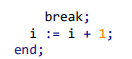 break;
i := i + 1;
end;